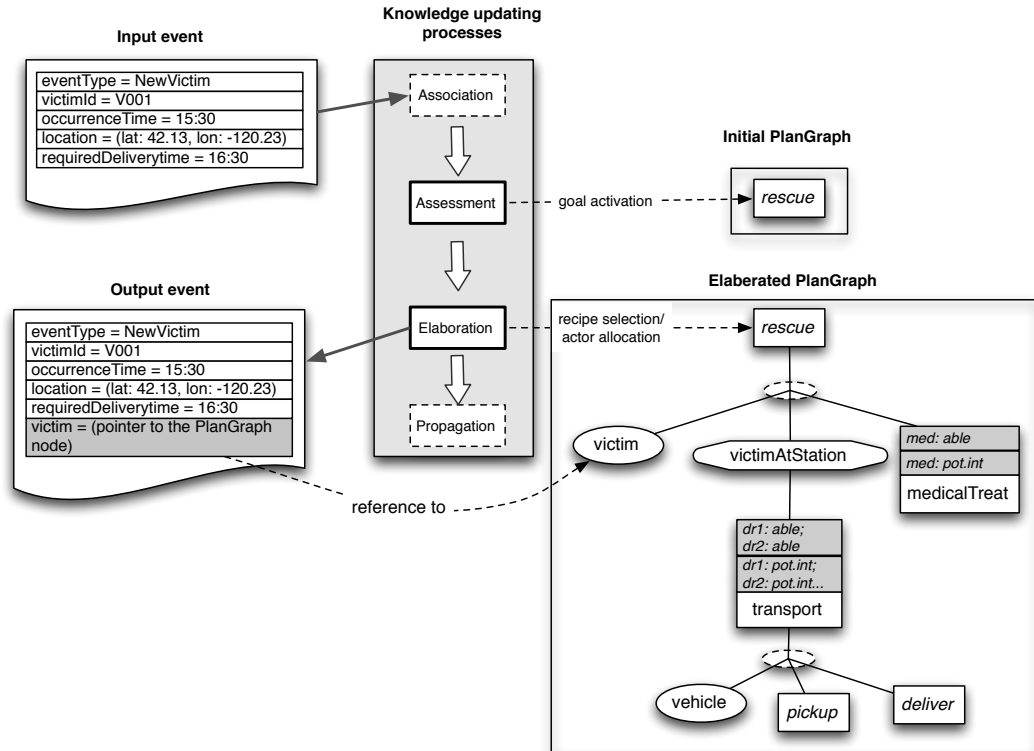 Knowledge updating
processes
Input event
eventType = NewVictim
victimId = V001
occurrenceTime = 15:30
location = (lat: 42.13, lon: -120.23)
requiredDeliverytime = 16:30
Association
Assessment
goal activation
Initial PlanGraph
rescue
Output event
eventType = NewVictim
victimId = V001
occurrenceTime = 15:30
location = (lat: 42.13, lon: -120.23)
requiredDeliverytime = 16:30
victim = (pointer to the PlanGraph
node)
Elaboration
recipe selection/
actor allocation
Propagation
reference to
Elaberated PlanGraph
rescue
victim
victimAtStation
med: able
med: pot.int
medicalTreat
dr1: able;
dr2: able
dr1: pot.int;
dr2: pot.int...
transport
vehicle
pickup
deliver